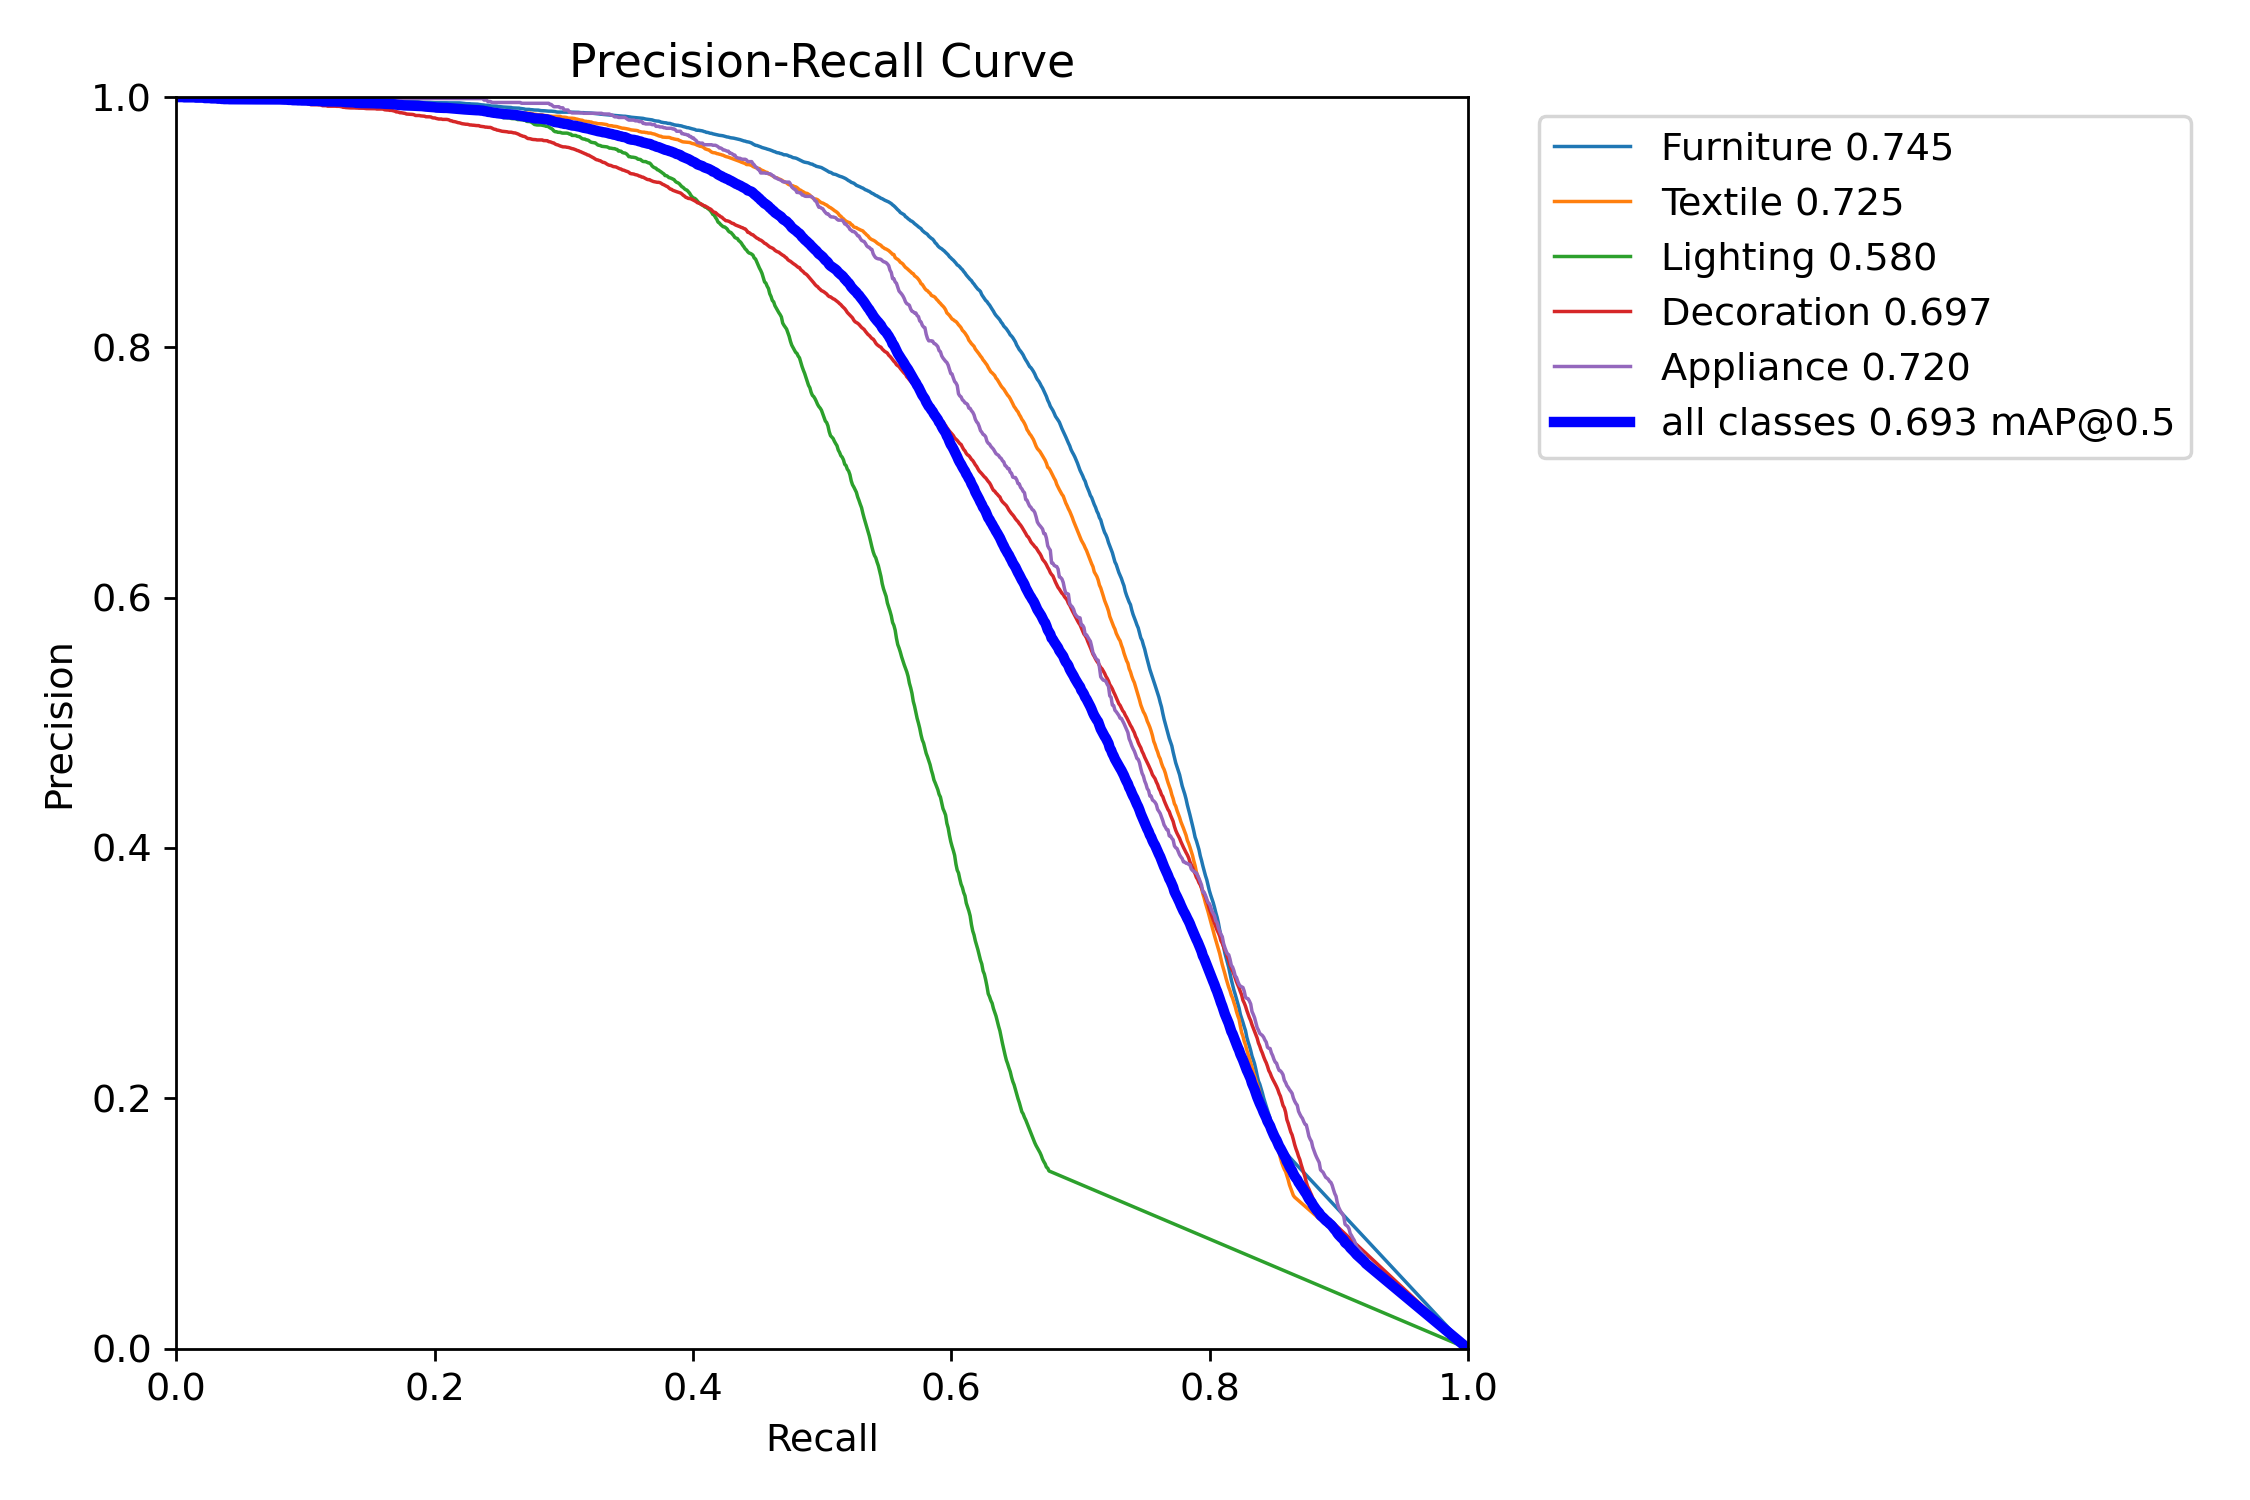 Precision-Recall Curve
1.0
0.8
0.6
0.4
0.2
0.0
Precision
0.0 0.2 0.4 0.6 0.8 1.0
Recall
Furniture 0.745
Textile 0.725
Lighting 0.580
Decoration 0.697
Appliance 0.720
all classes 0.693 mAP@0.5